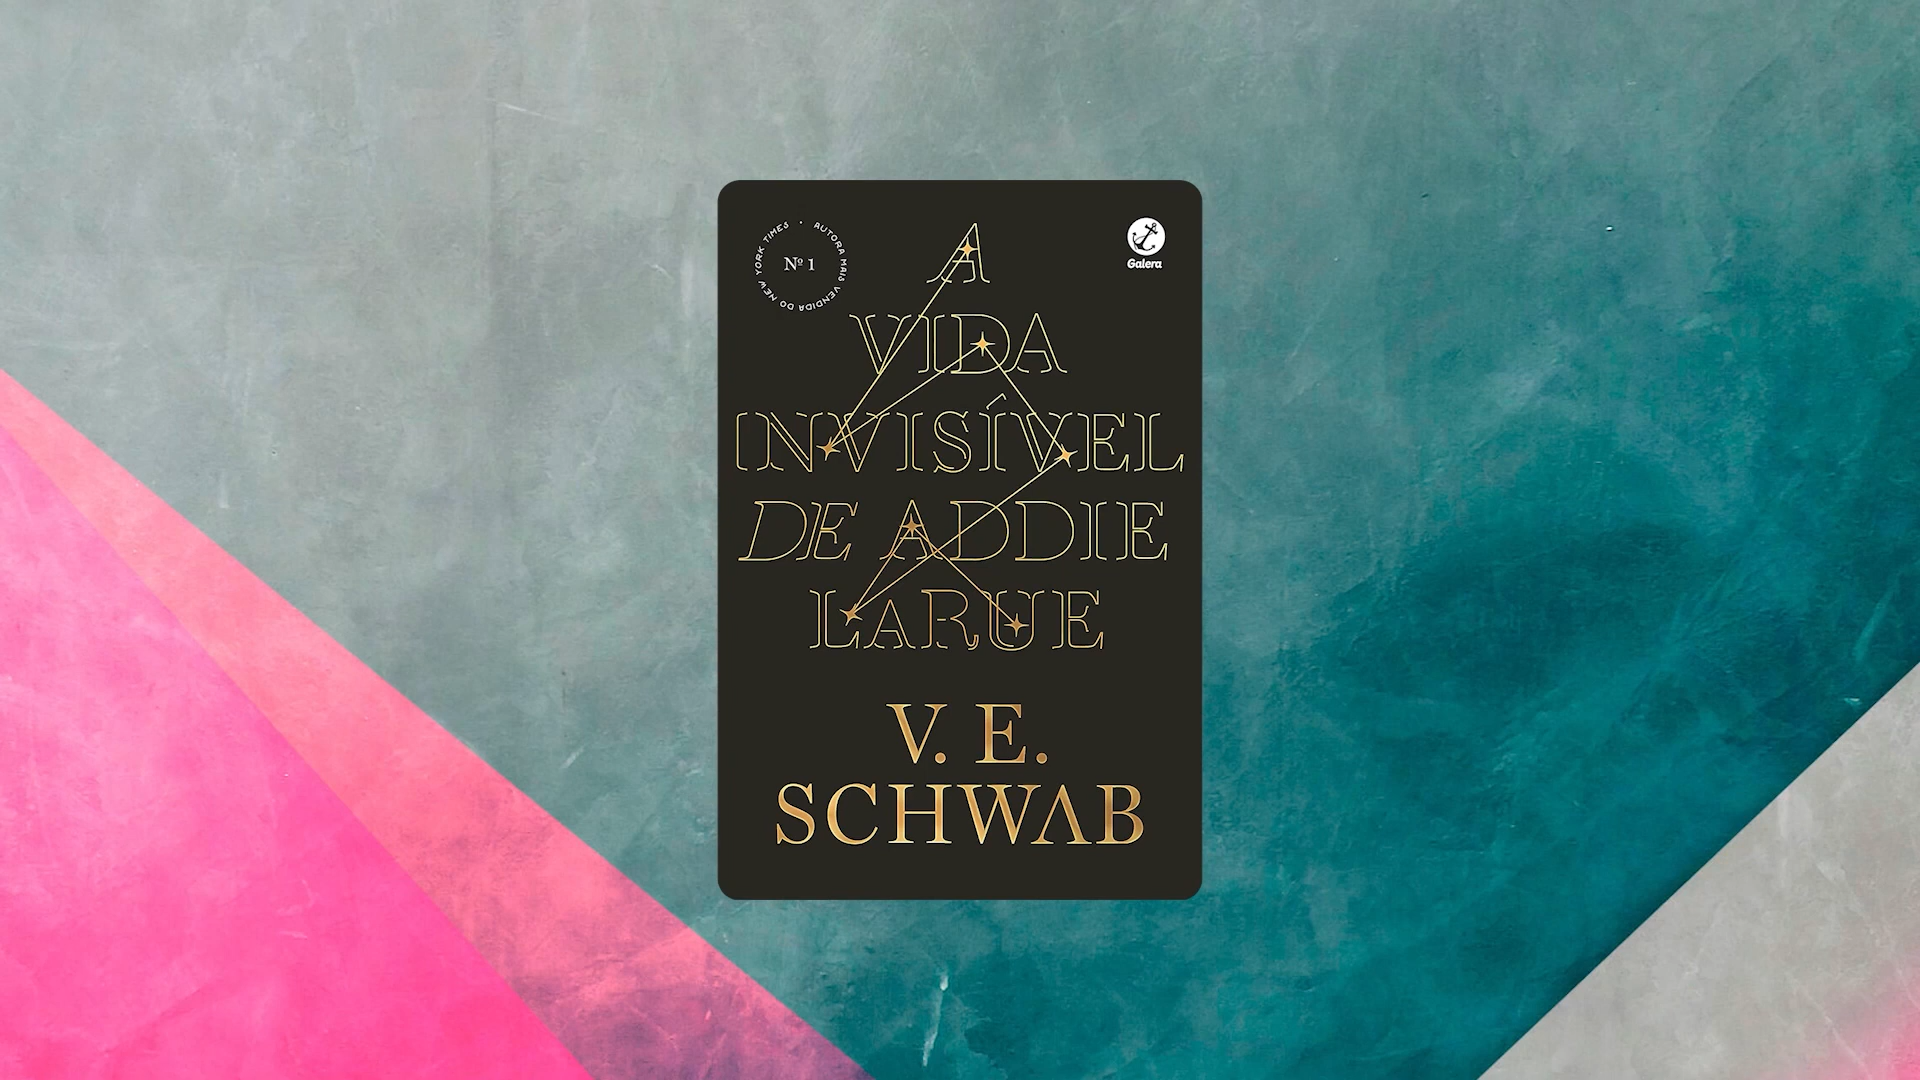 AUTORA MAIS VENDIDA DO NEW YORK TIMES •
Nº 1
Galera
A
VIDA
INVISÍVEL
DE ADDIE
LARUE
V. E.
SCHWAB